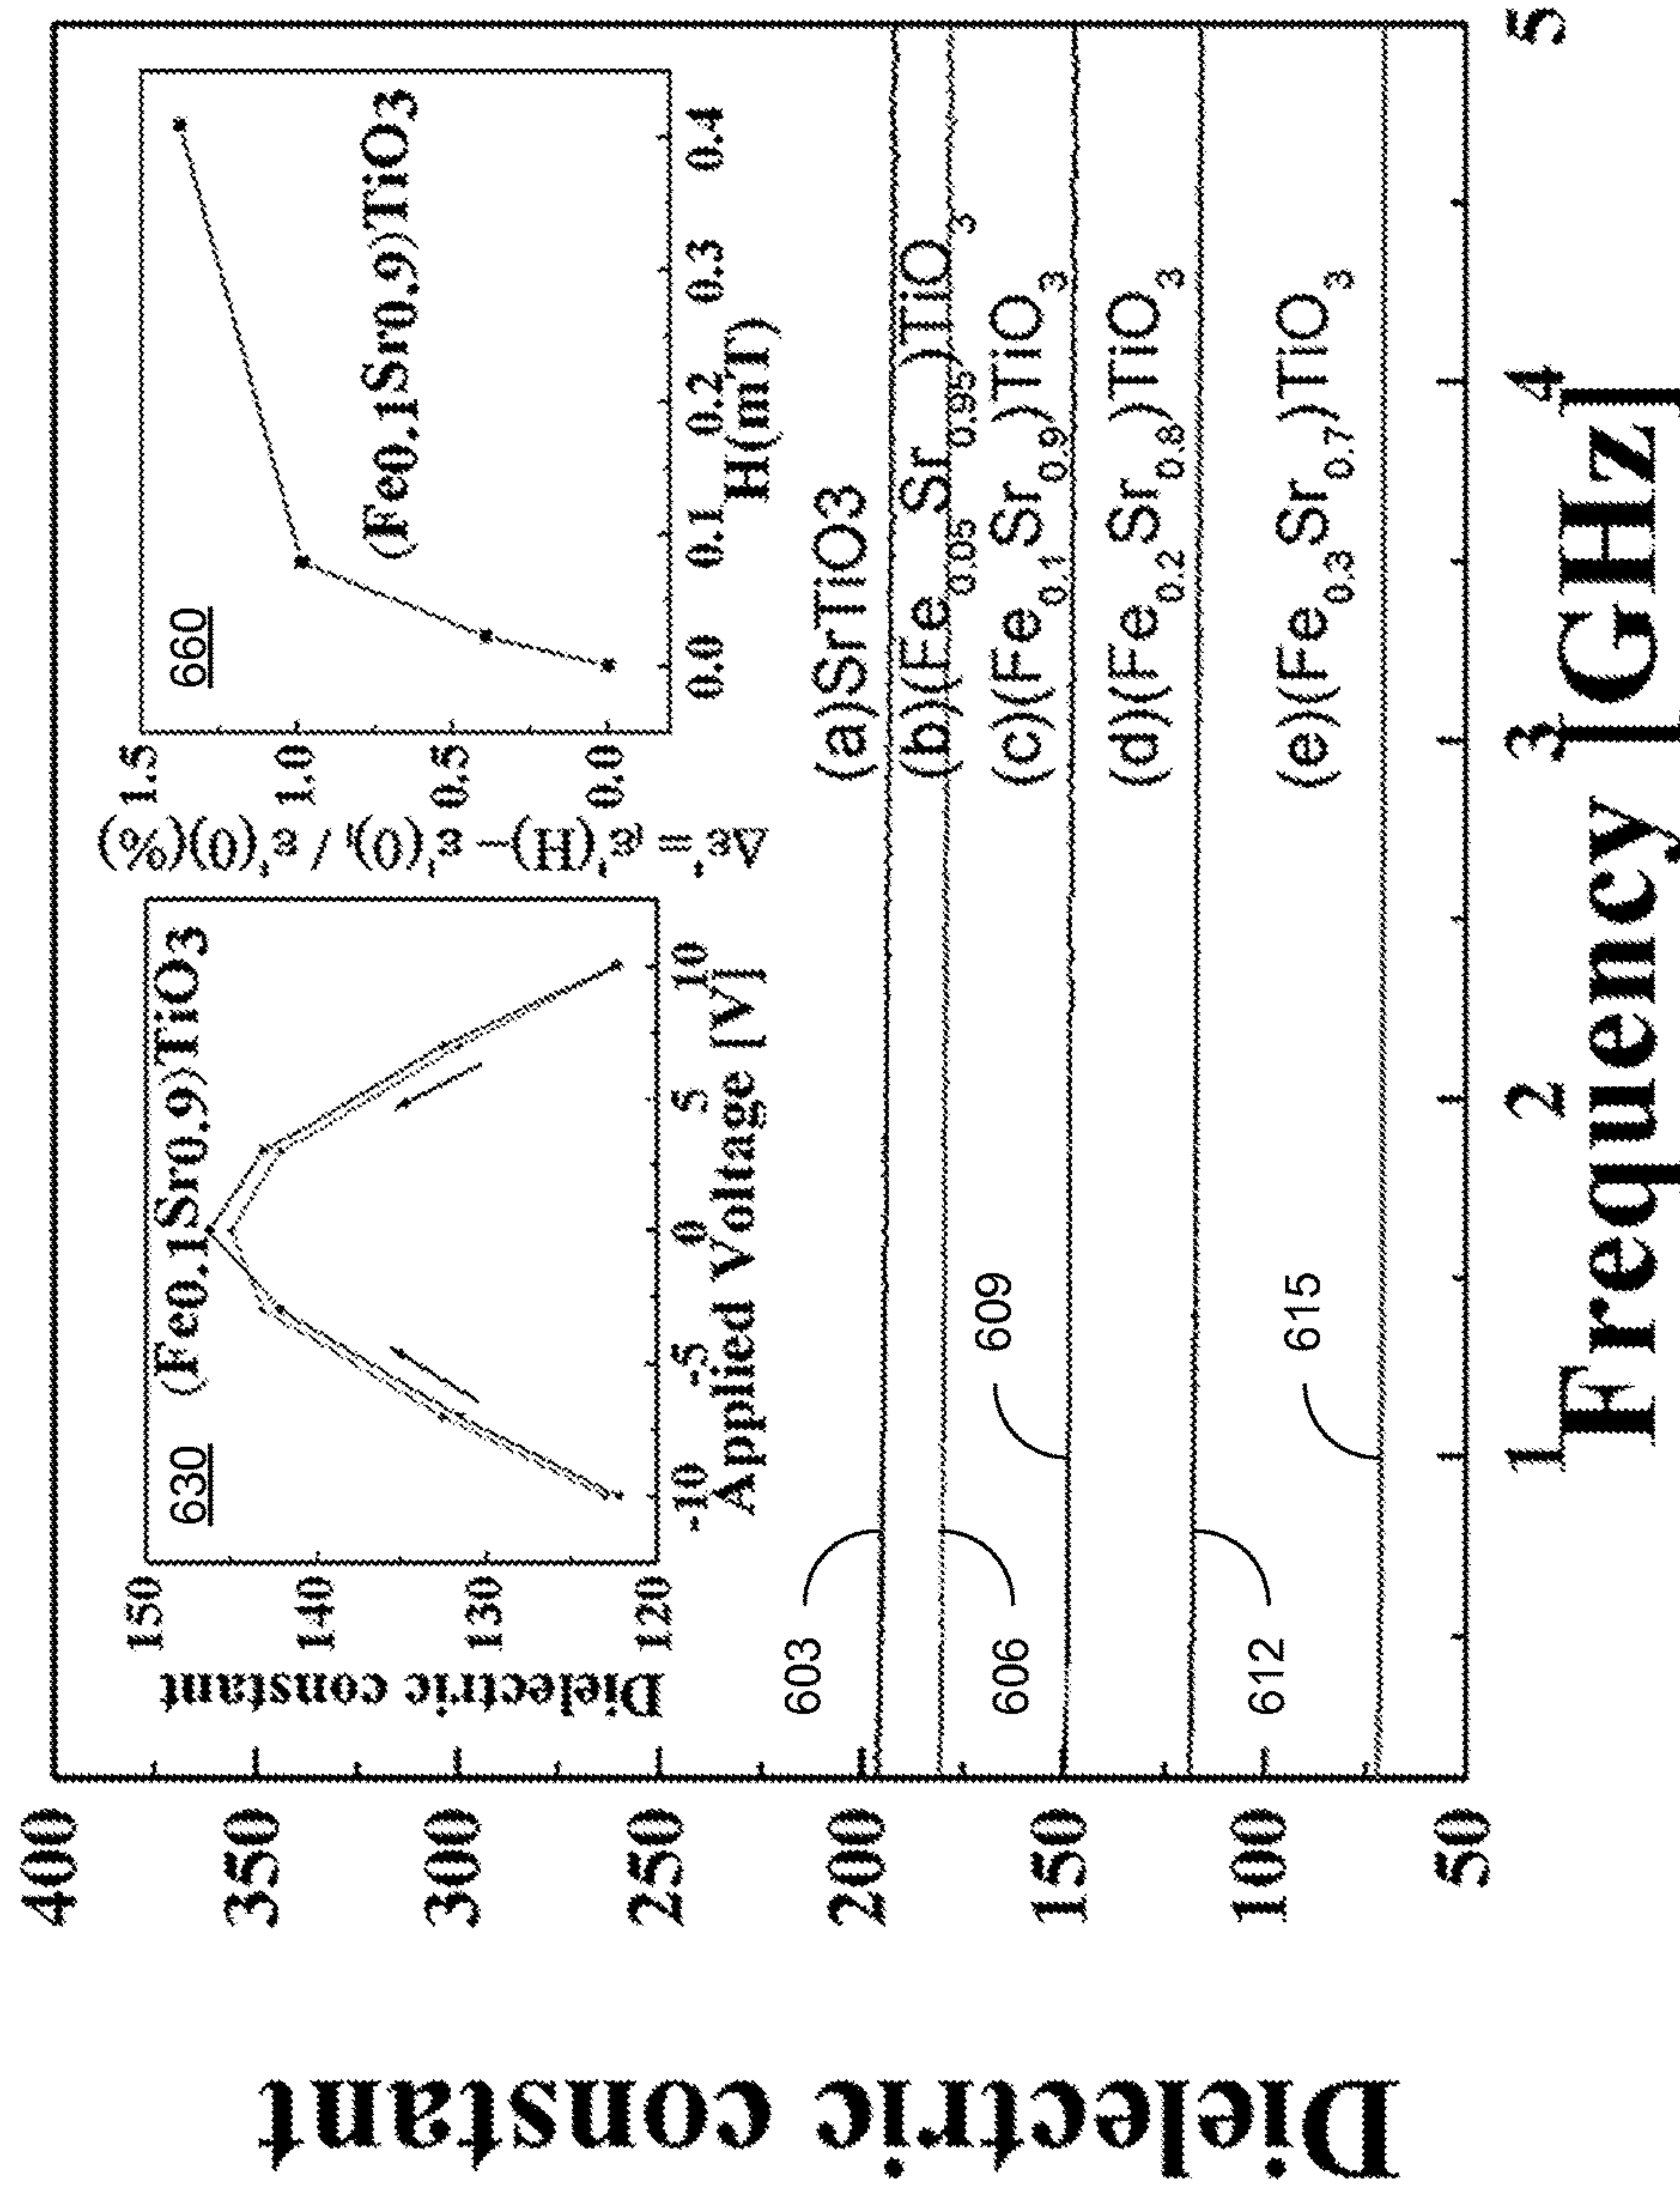 Dielectric constant
400
350
300
250
200
150
100
50
1
2
3
4
5
Frequency [GHz]
630
(Fe0.1Sr0.9)TiO3
Dielectric constant
150
140
130
120
-10
-5
0
5
10
Applied Voltage [V]
660
(Fe0.1Sr0.9)TiO3
Δε'= (ε'(H)– ε'(0)) / ε'(0)(%)
1.5
1.0
0.5
0.0
0.0
0.1
0.2
0.3
0.4
H(mT)
603
(a)SrTiO3
606
(b)(Fe0.05Sr0.95)TiO3
609
(c)(Fe0.1Sr0.9)TiO3
612
(d)(Fe0.2Sr0.8)TiO3
615
(e)(Fe0.3Sr0.7)TiO3